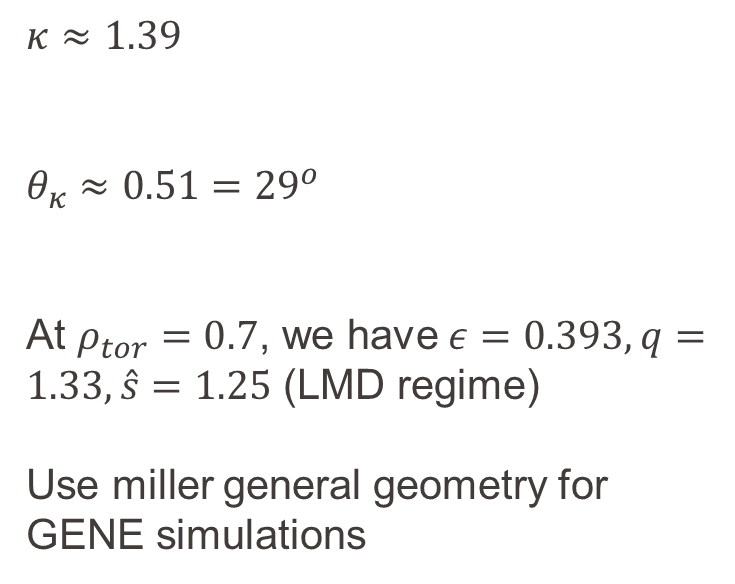 κ ≈ 1.39
θ_κ ≈ 0.51 = 29°
At ρ_tor = 0.7, we have ϵ = 0.393, q =
1.33, ŝ = 1.25 (LMD regime)
Use miller general geometry for
GENE simulations